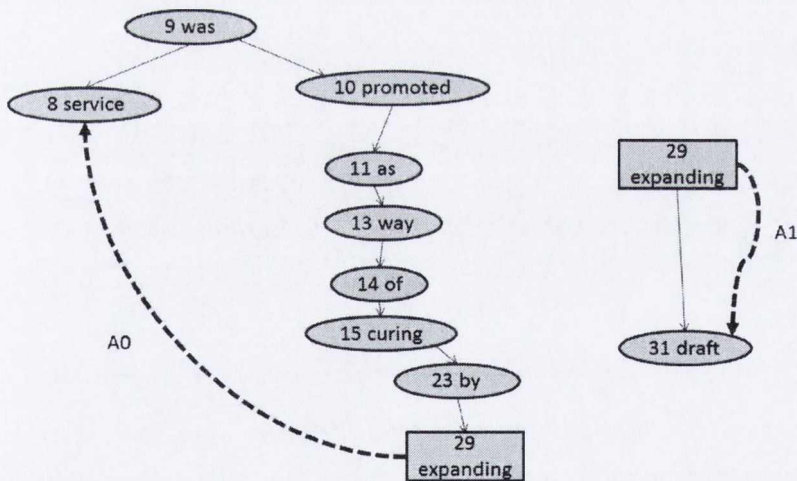 9 was
8 service
10 promoted
11 as
29
expanding
13 way
A1
14 of
15 curing
A0
31 draft
23 by
29
expanding